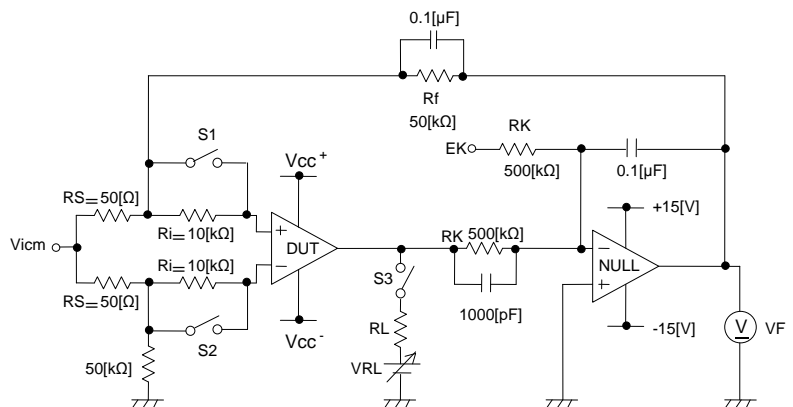 0.1[μF]
Rf
50[kΩ]
S1
RK
EK
500[kΩ]
0.1[μF]
Vcc+
RS=50[Ω]
+15[V]
Vicm
Ri=10[kΩ]
+
DUT
−
RK
500[kΩ]
−
NULL
+
Ri=10[kΩ]
S3
RS=50[Ω]
1000[pF]
V
VF
RL
-15[V]
Vcc-
50[kΩ]
S2
VRL